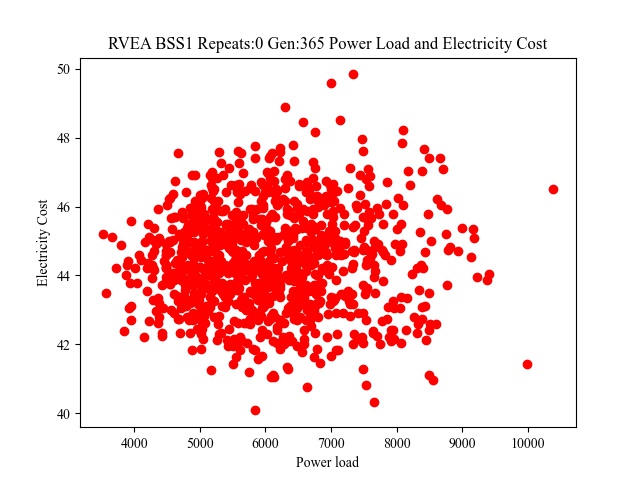 RVEA BSS1 Repeats:0 Gen:365 Power Load and Electricity Cost
50
48
46
44
42
40
Electricity Cost
4000 5000 6000 7000 8000 9000 10000
Power load